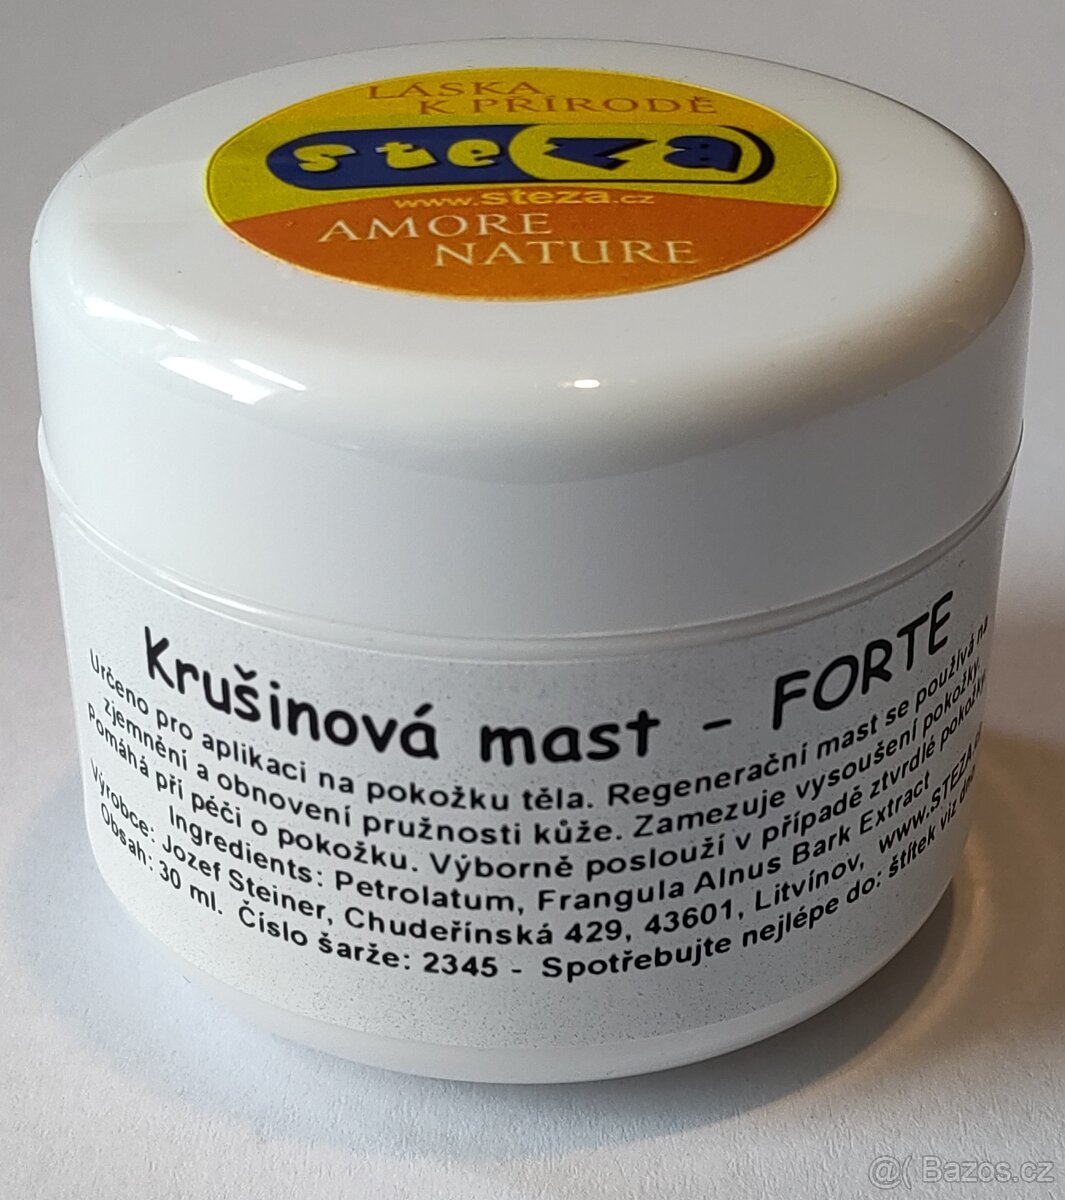 LÁSKA
K PŘÍRODĚ
steza
www.steza.cz
AMORE
NATURE
Krušinová mast - FORTE
Určeno pro aplikaci na pokožku těla. Regenerační mast se používá na
zjemnění a obnovení pružnosti kůže. Zamezuje vysoušení pokožky.
Pomáhá při péči o pokožku. Výborně poslouží v případě ztvrdlé pokožky.
Ingredients: Petrolatum, Frangula Alnus Bark Extract
Výrobce: Jozef Steiner, Chudeřínská 429, 43601, Litvínov, www.STEZA.cz
Obsah: 30 ml. Číslo šarže: 2345 - Spotřebujte nejlépe do: štítek viz dno
@( Bazos.cz